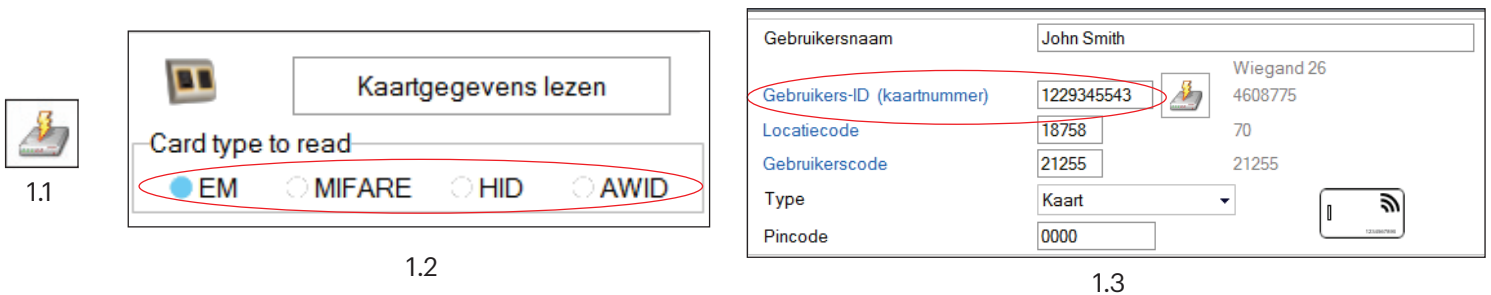 1.1
Kaartgegevens lezen
Card type to read
EM MIFARE HID AWID
1.2
Gebruikersnaam John Smith
Wiegand 26
Gebruikers-ID (kaartnummer) 1229345543 4608775
Locatiecode 18758 70
Gebruikerscode 21255 21255
Type Kaart
Pincode 0000
1.3